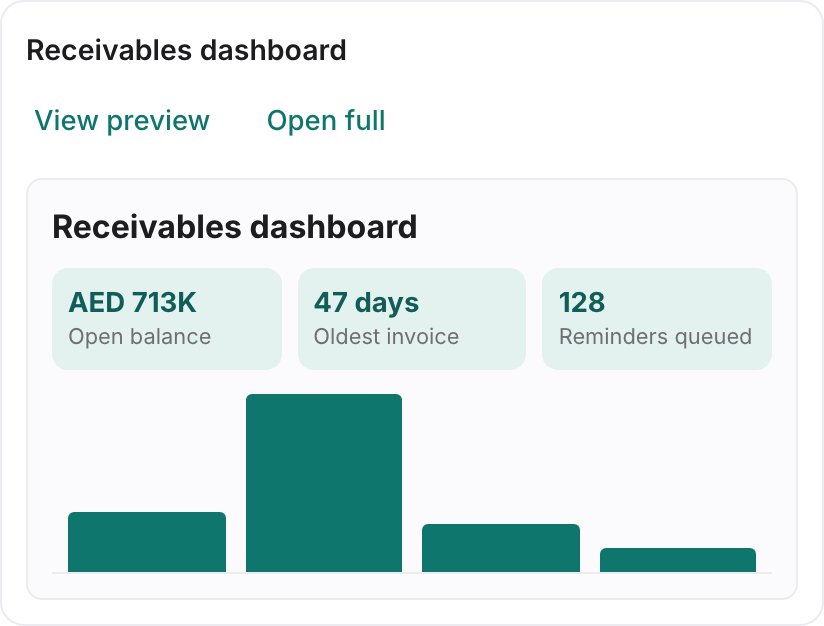 Receivables dashboard
View preview Open full
Receivables dashboard
AED 713K 47 days 128
Open balance Oldest invoice Reminders queued